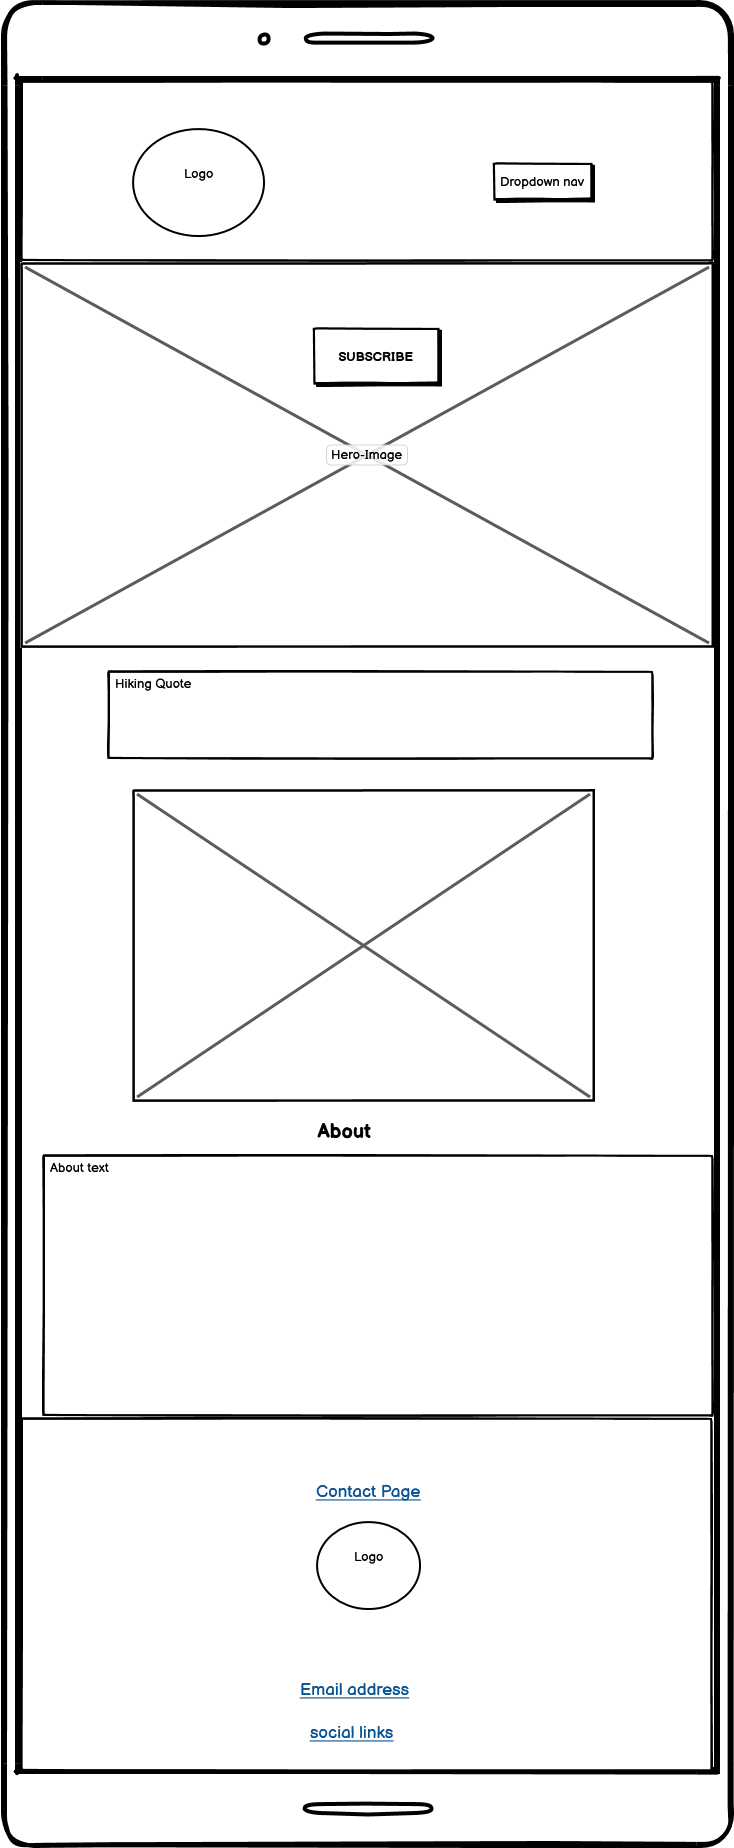 Logo
Dropdown nav
SUBSCRIBE
Hero-Image
Hiking Quote
About
About text
Contact Page
Logo
Email address
social links